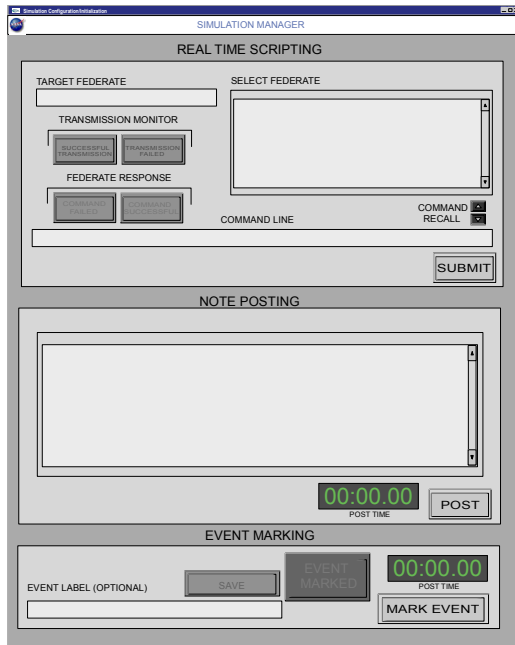 Simulation Configuration/Initialization
SIMULATION MANAGER
REAL TIME SCRIPTING
TARGET FEDERATE
SELECT FEDERATE
TRANSMISSION MONITOR
SUCCESSFUL
TRANSMISSION
TRANSMISSION
FAILED
FEDERATE RESPONSE
COMMAND
FAILED
COMMAND
SUCCESSFUL
COMMAND LINE
COMMAND
RECALL
SUBMIT
NOTE POSTING
00:00.00
POST TIME
POST
EVENT MARKING
EVENT LABEL (OPTIONAL)
SAVE
EVENT
MARKED
00:00.00
POST TIME
MARK EVENT